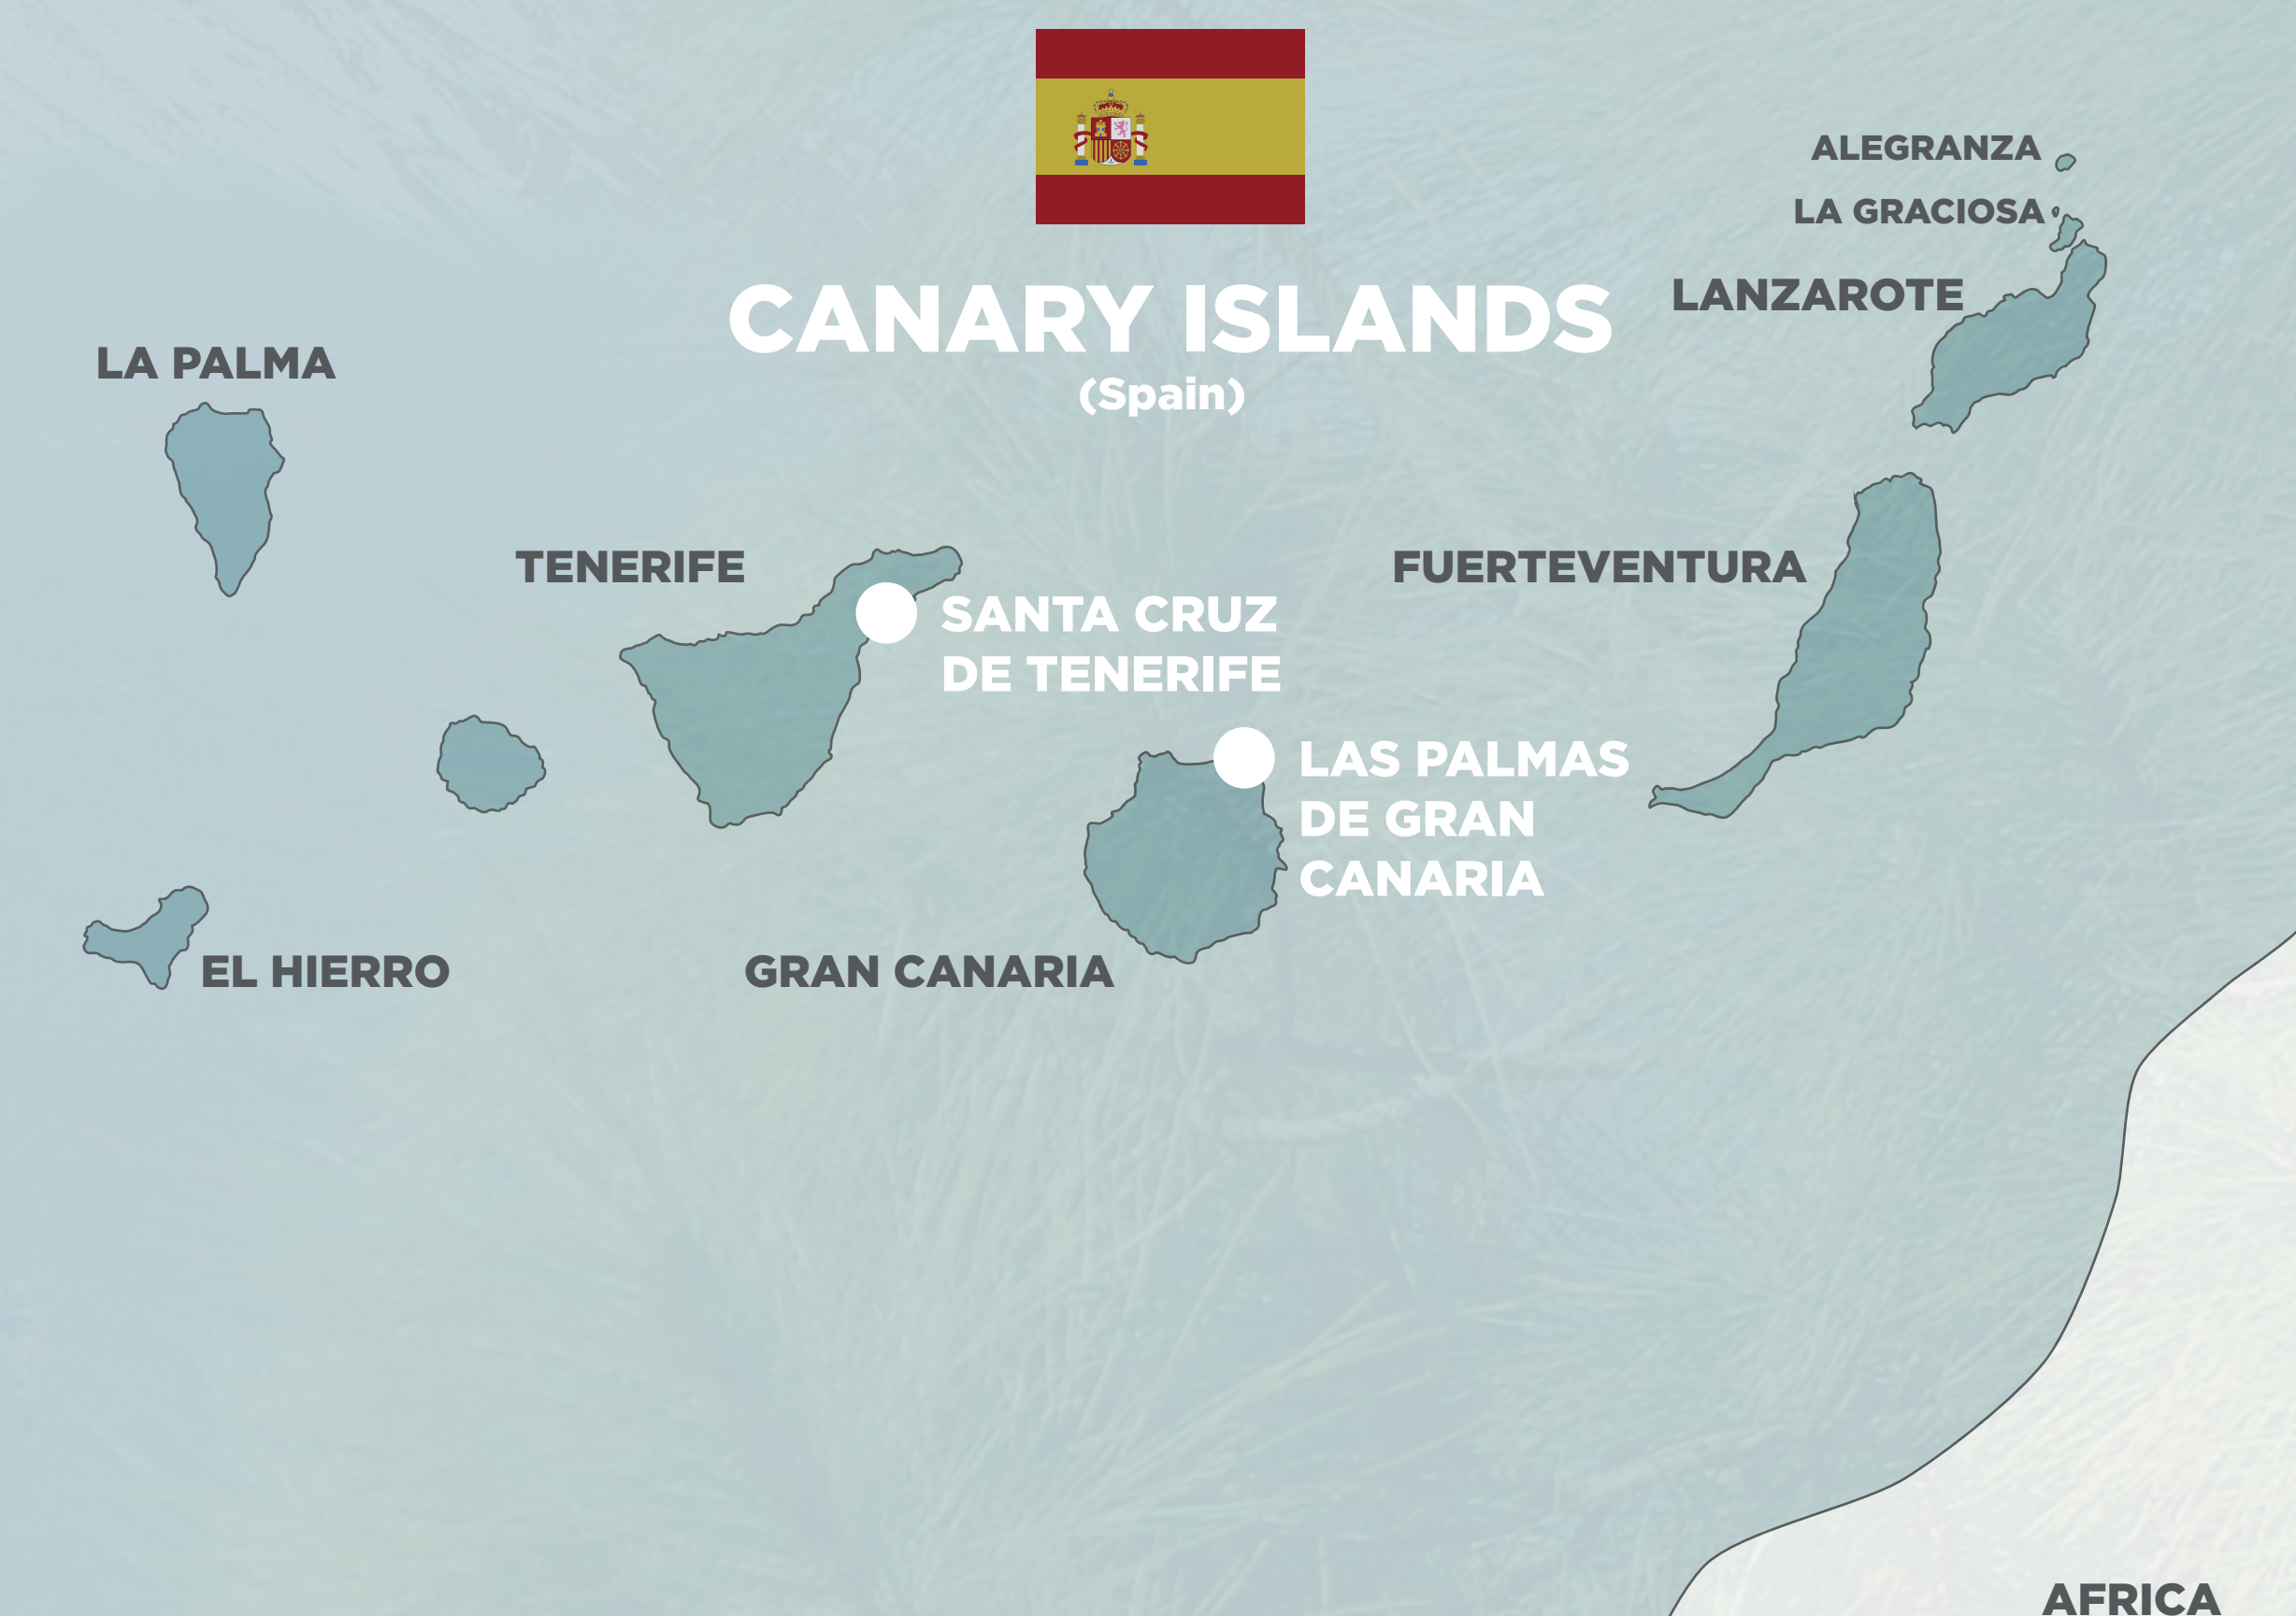 CANARY ISLANDS
(Spain)
ALEGRANZA
LA GRACIOSA
LANZAROTE
LA PALMA
TENERIFE
FUERTEVENTURA
SANTA CRUZ
DE TENERIFE
LAS PALMAS
DE GRAN
CANARIA
EL HIERRO
GRAN CANARIA
AFRICA